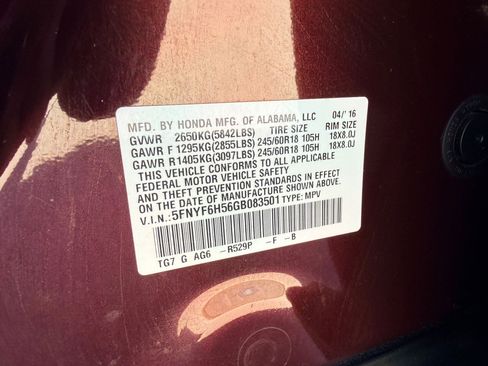 MFD. BY HONDA MFG. OF ALABAMA, LLC 04/'16
GVWR 2650KG(5842LBS) TIRE SIZE RIM SIZE
GAWR F 1295KG(2855LBS) 245/60R18 105H 18X8.0J
GAWR R 1405KG(3097LBS) 245/60R18 105H 18X8.0J
THIS VEHICLE CONFORMS TO ALL APPLICABLE
FEDERAL MOTOR VEHICLE SAFETY
AND THEFT PREVENTION STANDARDS IN EFFECT
ON THE DATE OF MANUFACTURE SHOWN ABOVE.
V.I.N.: 5FNYF6H56GB083501 TYPE: MPV
TG7 G AG6 -R529P -F -B